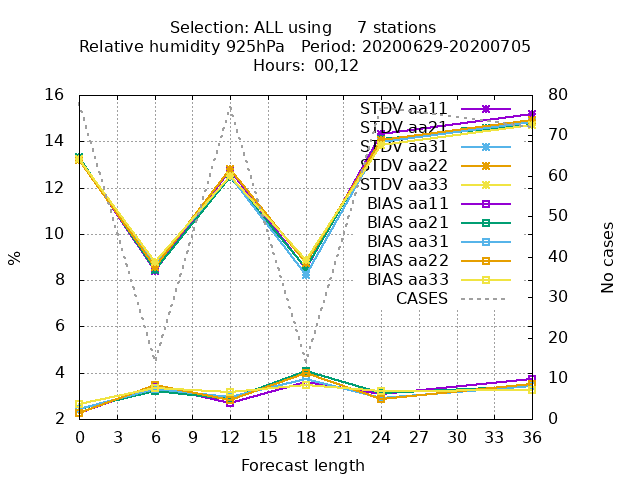 Selection: ALL using 7 stations
Relative humidity 925hPa Period: 20200629-20200705
Hours: 00,12
16
14
12
10
8
6
4
2
%
80
70
60
50
40
30
20
10
0
No cases
STDV aa11
STDV aa21
STDV aa31
STDV aa22
STDV aa33
BIAS aa11
BIAS aa21
BIAS aa31
BIAS aa22
BIAS aa33
CASES
0 3 6 9 12 15 18 21 24 27 30 33 36
Forecast length